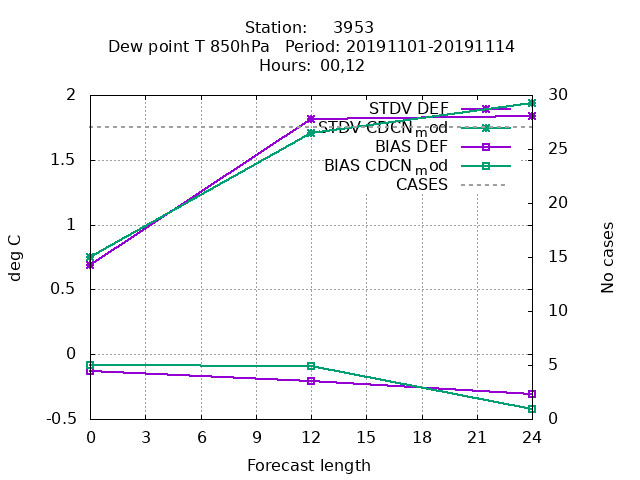 Station: 3953
Dew point T 850hPa Period: 20191101-20191114
Hours: 00,12
2
1.5
1
0.5
0
-0.5
deg C
30
25
20
15
10
5
0
No cases
STDV DEF
STDV CDCN_mod
BIAS DEF
BIAS CDCN_mod
CASES
0 3 6 9 12 15 18 21 24
Forecast length